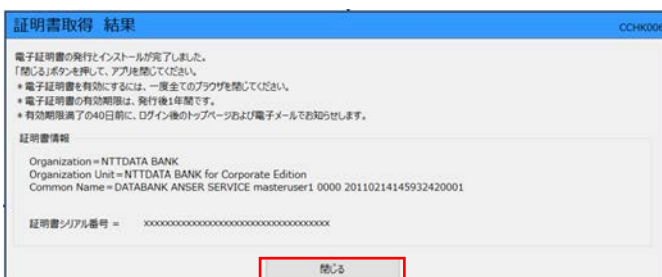 証明書取得 結果
CCHK006
電子証明書の発行とインストールが完了しました。
「閉じる」ボタンを押して、アプリを閉じてください。
* 電子証明書を有効にするには、一度全てのブラウザを閉じてください。
* 電子証明書の有効期限は、発行後1年間です。
* 有効期限満了の40日前に、ログイン後のトップページおよび電子メールでお知らせします。
証明書情報
Organization=NTTDATA BANK
Organization Unit=NTTDATA BANK for Corporate Edition
Common Name=DATABANK ANSER SERVICE masteruser1 0000 20110214145932420001
証明書シリアル番号 = xxxxxxxxxxxxxxxxxxxxxxxxxxxxxxxxxxxx
閉じる